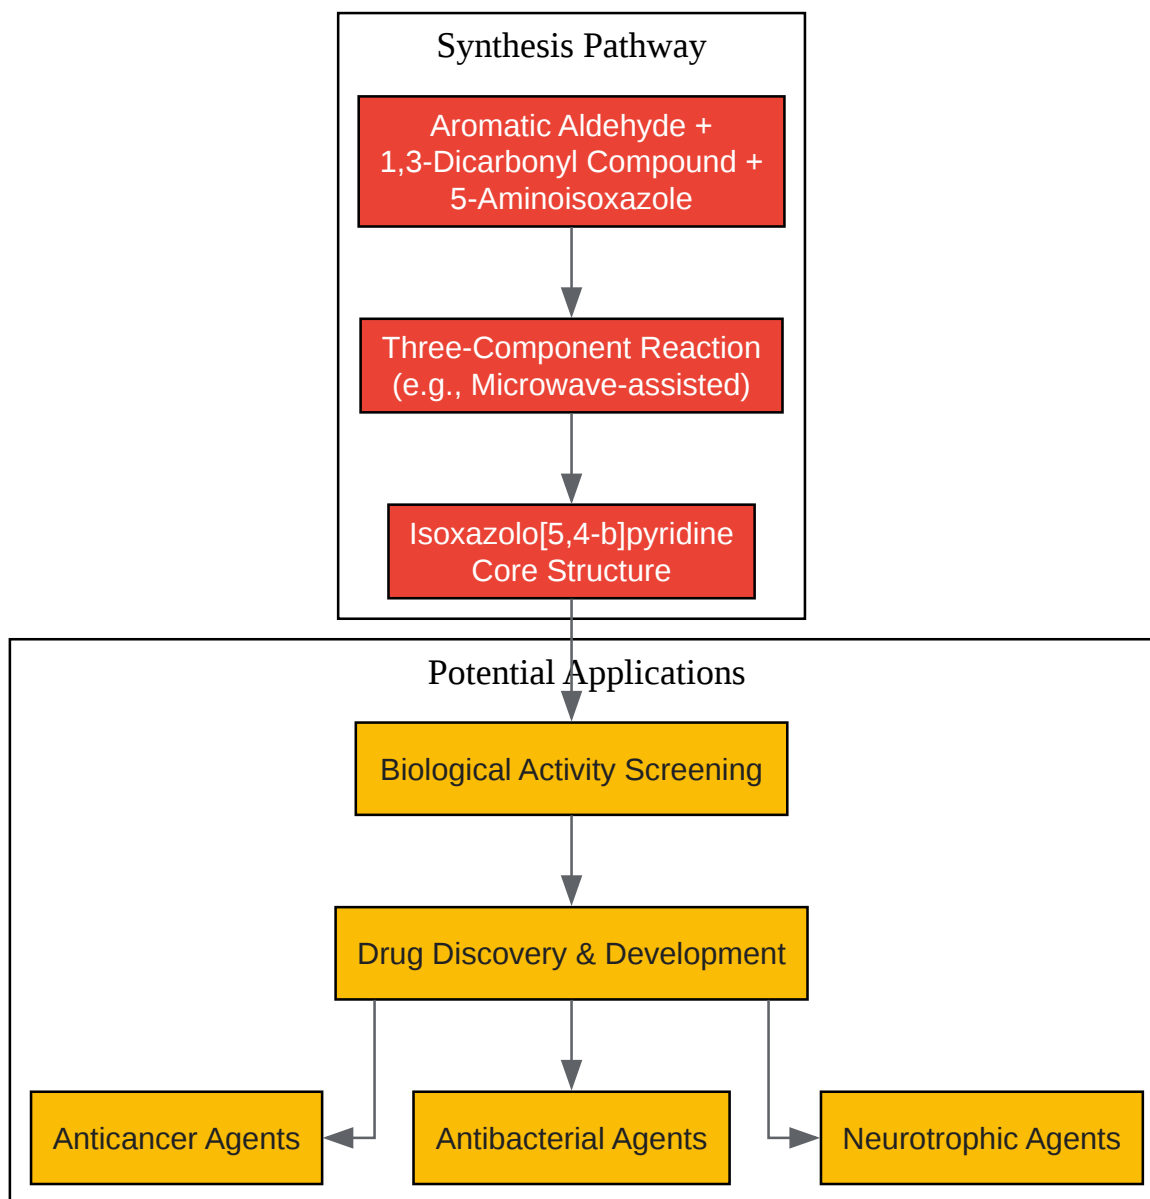 Synthesis Pathway
Aromatic Aldehyde +
1,3-Dicarbonyl Compound +
5-Aminoisoxazole
Three-Component Reaction
(e.g., Microwave-assisted)
Isoxazolo[5,4-b]pyridine
Core Structure
Potential Applications
Biological Activity Screening
Drug Discovery & Development
Anticancer Agents
Antibacterial Agents
Neurotrophic Agents